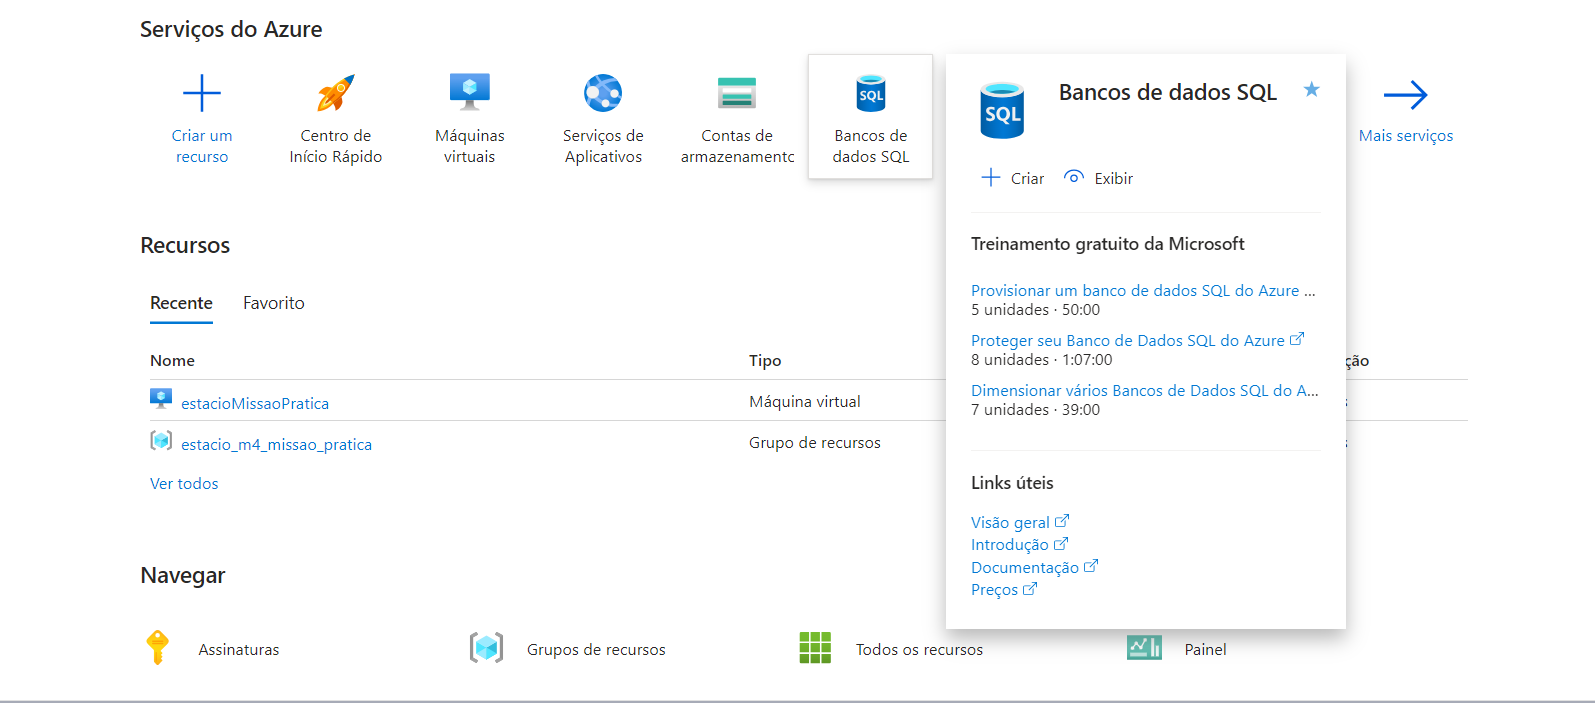 Serviços do Azure
Criar um
recurso
Centro de
Início Rápido
Máquinas
virtuais
Serviços de
Aplicativos
Contas de
armazenamentc
SQL
Bancos de
dados SQL
SQL
Bancos de dados SQL
Criar
Exibir
Treinamento gratuito da Microsoft
Provisionar um banco de dados SQL do Azure ...
5 unidades · 50:00
Proteger seu Banco de Dados SQL do Azure
8 unidades · 1:07:00
Dimensionar vários Bancos de Dados SQL do A...
7 unidades · 39:00
Links úteis
Visão geral
Introdução
Documentação
Preços
Mais serviços
Recursos
Recente
Favorito
Nome
Tipo
ção
estacioMissaoPratica
Máquina virtual
estacio_m4_missao_pratica
Grupo de recursos
Ver todos
Navegar
Assinaturas
Grupos de recursos
Todos os recursos
Painel